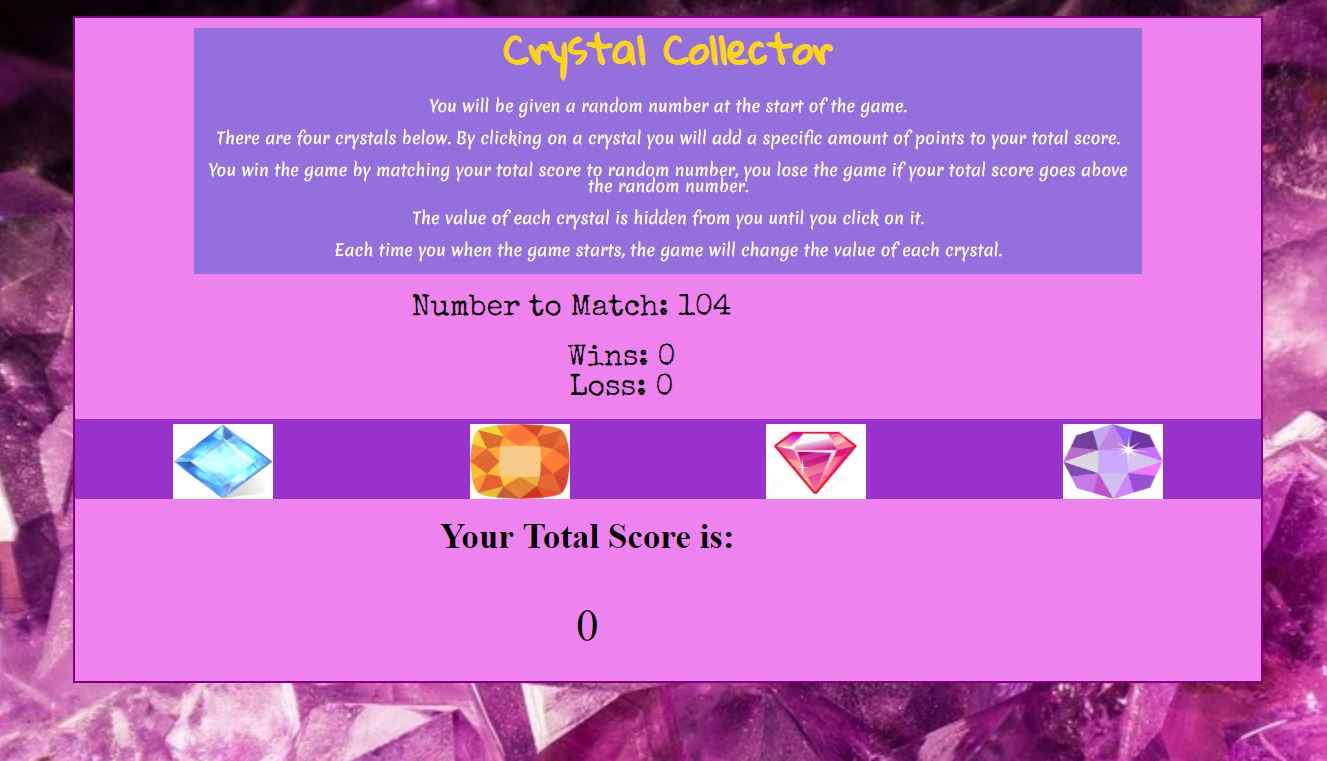 Crystal Collector
You will be given a random number at the start of the game.
There are four crystals below. By clicking on a crystal you will add a specific amount of points to your total score.
You win the game by matching your total score to random number, you lose the game if your total score goes above
the random number.
The value of each crystal is hidden from you until you click on it.
Each time you when the game starts, the game will change the value of each crystal.
Number to Match: 104
Wins: 0
Loss: 0
Your Total Score is:
0